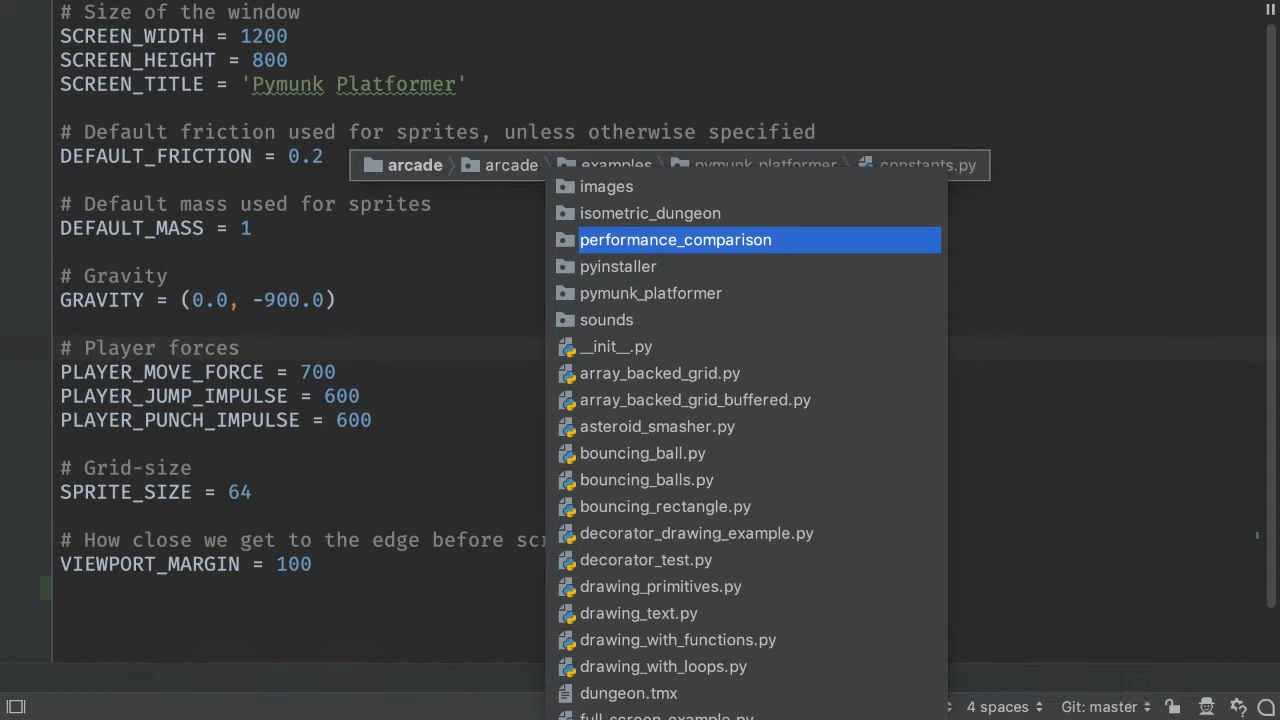 # Size of the window
SCREEN_WIDTH = 1200
SCREEN_HEIGHT = 800
SCREEN_TITLE = 'Pymunk Platformer'
# Default friction used for sprites, unless otherwise specified
DEFAULT_FRICTION = 0.2
arcade arcade examples pymunk_platformer constants.py
# Default mass used for sprites
DEFAULT_MASS = 1
# Gravity
GRAVITY = (0.0, -900.0)
# Player forces
PLAYER_MOVE_FORCE = 700
PLAYER_JUMP_IMPULSE = 600
PLAYER_PUNCH_IMPULSE = 600
# Grid-size
SPRITE_SIZE = 64
# How close we get to the edge before scr
VIEWPORT_MARGIN = 100
images
isometric_dungeon
performance_comparison
pyinstaller
pymunk_platformer
sounds
__init__.py
array_backed_grid.py
array_backed_grid_buffered.py
asteroid_smasher.py
bouncing_ball.py
bouncing_balls.py
bouncing_rectangle.py
decorator_drawing_example.py
decorator_test.py
drawing_primitives.py
drawing_text.py
drawing_with_functions.py
drawing_with_loops.py
dungeon.tmx
full_screen_example.py
4 spaces Git: master